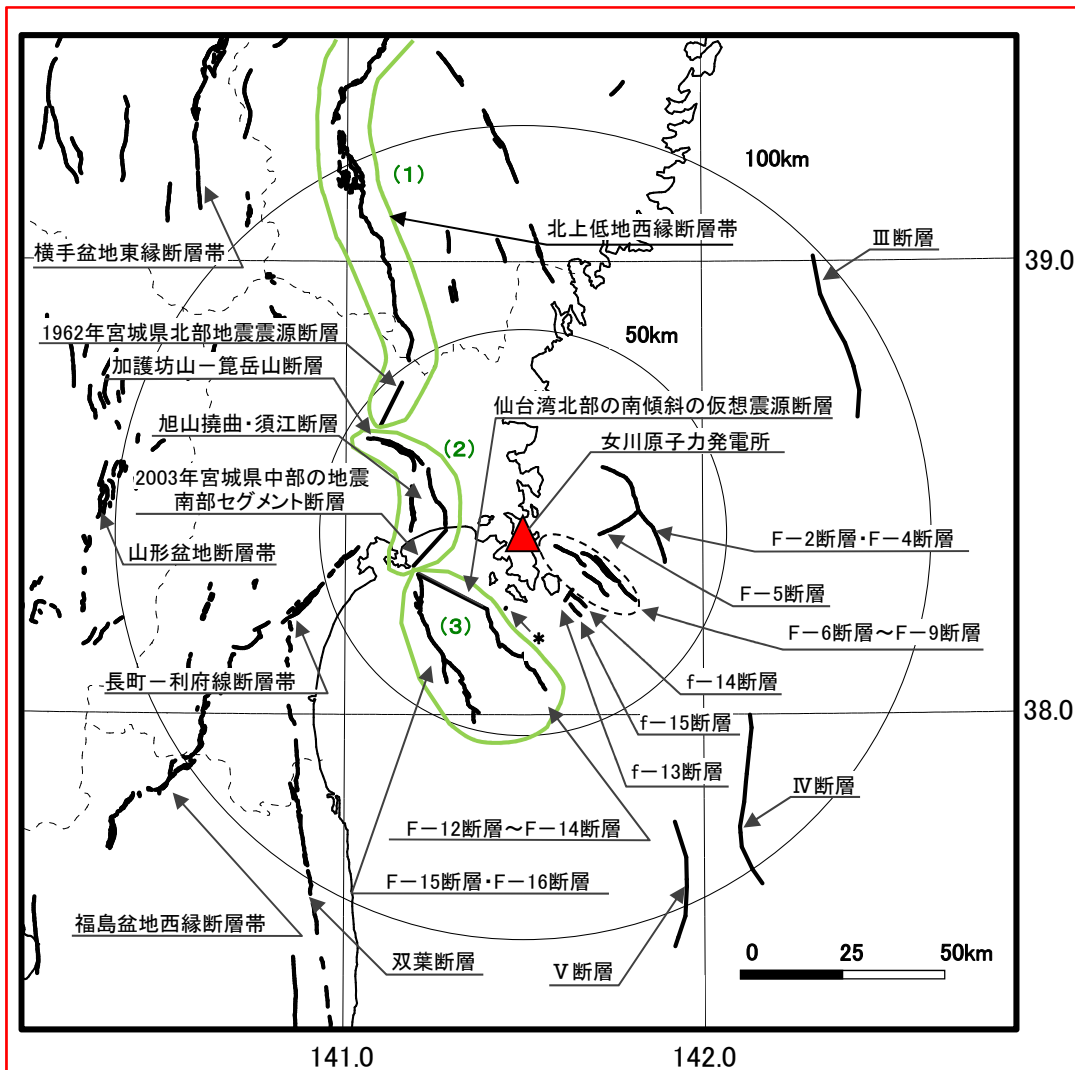 100km
(1)
北上低地西縁断層帯
横手盆地東縁断層帯
Ⅲ断層
39.0
1962年宮城県北部地震震源断層
50km
加護坊山－箟岳山断層
仙台湾北部の南傾斜の仮想震源断層
旭山撓曲・須江断層
(2)
女川原子力発電所
2003年宮城県中部の地震
南部セグメント断層
山形盆地断層帯
F－2断層・F－4断層
F－5断層
(3)
*
F－6断層～F－9断層
長町－利府線断層帯
f－14断層
38.0
f－15断層
f－13断層
Ⅳ断層
F－12断層～F－14断層
F－15断層・F－16断層
福島盆地西縁断層帯
双葉断層
Ⅴ断層
0 25 50km
141.0 142.0